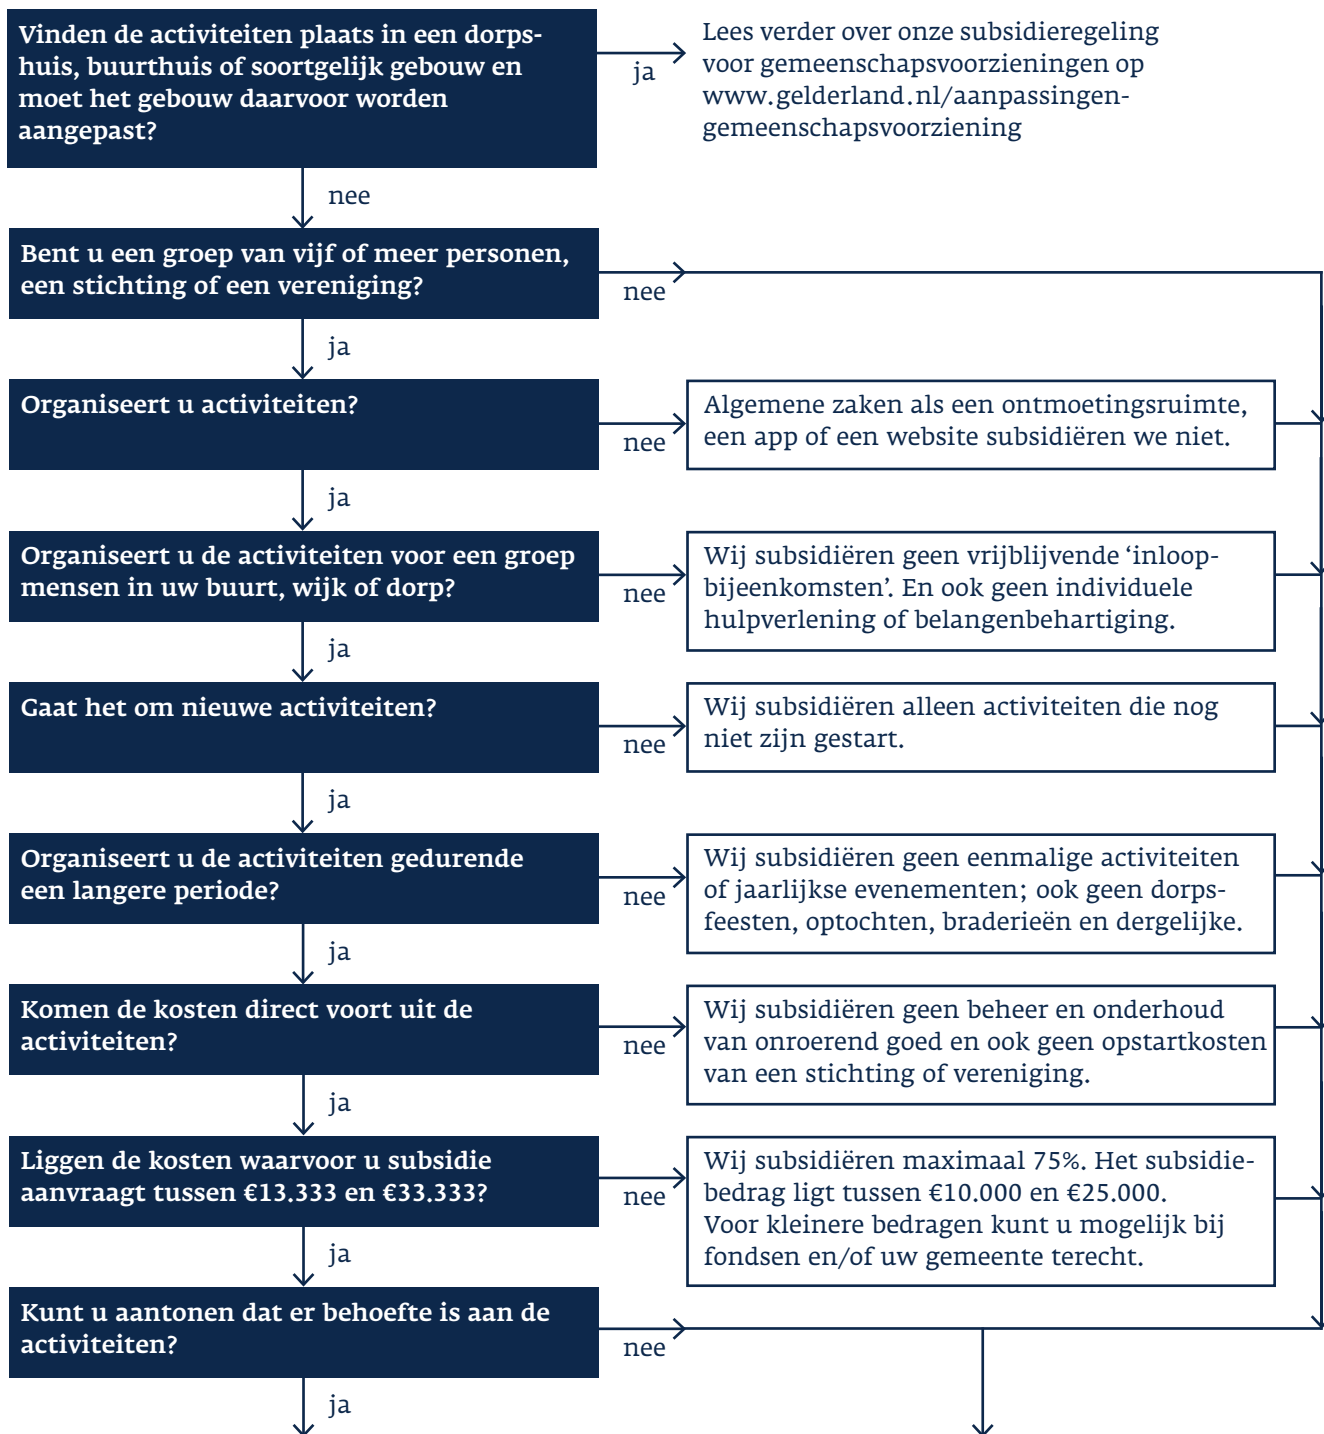 Vinden de activiteiten plaats in een dorps-
huis, buurthuis of soortgelijk gebouw en
moet het gebouw daarvoor worden
aangepast?
ja
Lees verder over onze subsidieregeling
voor gemeenschapsvoorzieningen op
www.gelderland.nl/aanpassingen-
gemeenschapsvoorziening
nee
Bent u een groep van vijf of meer personen,
een stichting of een vereniging?
nee
ja
Organiseert u activiteiten?
nee
Algemene zaken als een ontmoetingsruimte,
een app of een website subsidiëren we niet.
ja
Organiseert u de activiteiten voor een groep
mensen in uw buurt, wijk of dorp?
nee
Wij subsidiëren geen vrijblijvende ‘inloop-
bijeenkomsten’. En ook geen individuele
hulpverlening of belangenbehartiging.
ja
Gaat het om nieuwe activiteiten?
nee
Wij subsidiëren alleen activiteiten die nog
niet zijn gestart.
ja
Organiseert u de activiteiten gedurende
een langere periode?
nee
Wij subsidiëren geen eenmalige activiteiten
of jaarlijkse evenementen; ook geen dorps-
feesten, optochten, braderieën en dergelijke.
ja
Komen de kosten direct voort uit de
activiteiten?
nee
Wij subsidiëren geen beheer en onderhoud
van onroerend goed en ook geen opstartkosten
van een stichting of vereniging.
ja
Liggen de kosten waarvoor u subsidie
aanvraagt tussen €13.333 en €33.333?
nee
Wij subsidiëren maximaal 75%. Het subsidie-
bedrag ligt tussen €10.000 en €25.000.
Voor kleinere bedragen kunt u mogelijk bij
fondsen en/of uw gemeente terecht.
ja
Kunt u aantonen dat er behoefte is aan de
activiteiten?
nee
ja